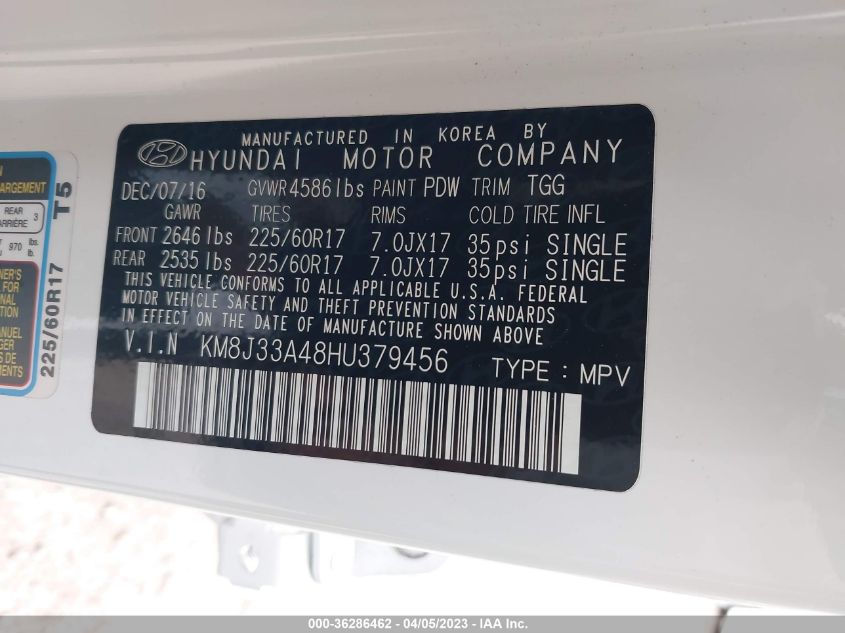 MANUFACTURED IN KOREA BY
HYUNDAI MOTOR COMPANY
DEC/07/16 GVWR 4586lbs PAINT PDW TRIM TGG
GAWR TIRES RIMS COLD TIRE INFL
FRONT 2646 lbs 225/60R17 7.0JX17 35psi SINGLE
REAR 2535 lbs 225/60R17 7.0JX17 35psi SINGLE
THIS VEHICLE CONFORMS TO ALL APPLICABLE U.S.A. FEDERAL
MOTOR VEHICLE SAFETY AND THEFT PREVENTION STANDARDS
IN EFFECT ON THE DATE OF MANUFACTURE SHOWN ABOVE
V.I.N KM8J33A48HU379456 TYPE : MPV
REAR 3
970 lbs.
lb.
225/60R17 T5
000-36286462 - 04/05/2023 - IAA Inc.